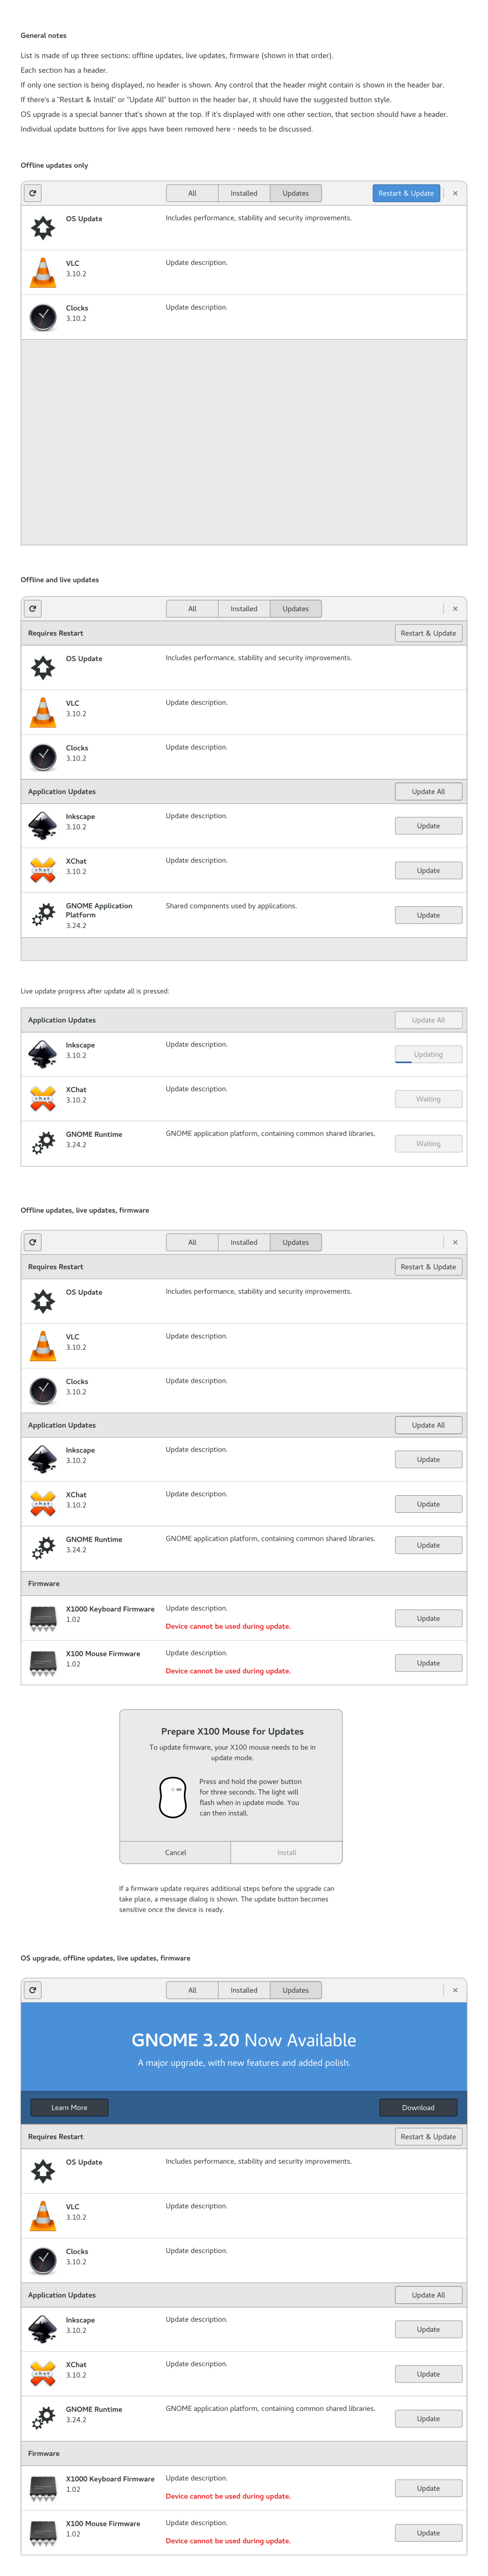 General notes
List is made of up three sections: offline updates, live updates, firmware (shown in that order).
Each section has a header.
If only one section is being displayed, no header is shown. Any control that the header might contain is shown in the header bar.
If there's a "Restart & Install" or "Update All" button in the header bar, it should have the suggested button style.
OS upgrade is a special banner that's shown at the top. If it's displayed with one other section, that section should have a header.
Individual update buttons for live apps have been removed here - needs to be discussed.
Offline updates only
All Installed Updates Restart & Update
OS Update Includes performance, stability and security improvements.
VLC Update description.
3.10.2
Clocks Update description.
3.10.2
Offline and live updates
All Installed Updates
Requires Restart Restart & Update
OS Update Includes performance, stability and security improvements.
VLC Update description.
3.10.2
Clocks Update description.
3.10.2
Application Updates Update All
Inkscape Update description.
3.10.2 Update
XChat Update description.
3.10.2 Update
GNOME Application Shared components used by applications.
Platform Update
3.24.2
Live update progress after update all is pressed:
Application Updates Update All
Inkscape Update description.
3.10.2 Updating
XChat Update description.
3.10.2 Waiting
GNOME Runtime GNOME application platform, containing common shared libraries.
3.24.2 Waiting
Offline updates, live updates, firmware
All Installed Updates
Requires Restart Restart & Update
OS Update Includes performance, stability and security improvements.
VLC Update description.
3.10.2
Clocks Update description.
3.10.2
Application Updates Update All
Inkscape Update description.
3.10.2 Update
XChat Update description.
3.10.2 Update
GNOME Runtime GNOME application platform, containing common shared libraries.
3.24.2 Update
Firmware
X1000 Keyboard Firmware Update description.
1.02 Update
Device cannot be used during update.
X100 Mouse Firmware Update description.
1.02 Update
Device cannot be used during update.
Prepare X100 Mouse for Updates
To update firmware, your X100 mouse needs to be in
update mode.
Press and hold the power button
for three seconds. The light will
flash when in update mode. You
can then install.
Cancel Install
If a firmware update requires additional steps before the upgrade can
take place, a message dialog is shown. The update button becomes
sensitive once the device is ready.
OS upgrade, offline updates, live updates, firmware
All Installed Updates
GNOME 3.20 Now Available
A major upgrade, with new features and added polish.
Learn More Download
Requires Restart Restart & Update
OS Update Includes performance, stability and security improvements.
VLC Update description.
3.10.2
Clocks Update description.
3.10.2
Application Updates Update All
Inkscape Update description.
3.10.2 Update
XChat Update description.
3.10.2 Update
GNOME Runtime GNOME application platform, containing common shared libraries.
3.24.2 Update
Firmware
X1000 Keyboard Firmware Update description.
1.02 Update
Device cannot be used during update.
X100 Mouse Firmware Update description.
1.02 Update
Device cannot be used during update.